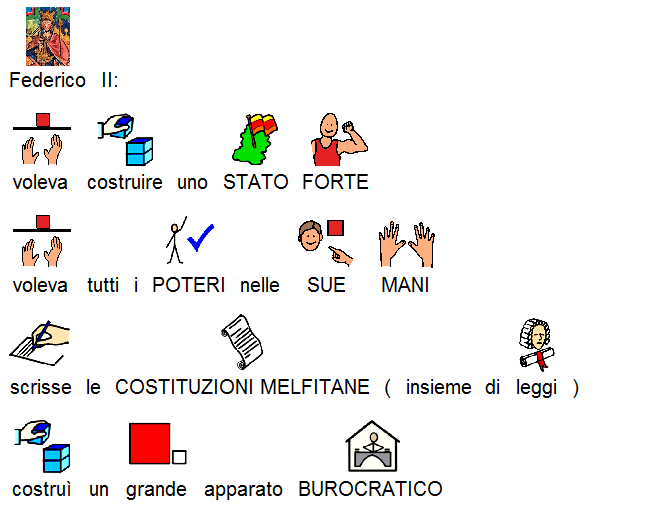 Federico II:
voleva costruire uno STATO FORTE
voleva tutti i POTERI nelle SUE MANI
scrisse le COSTITUZIONI MELFITANE ( insieme di leggi )
costruì un grande apparato BUROCRATICO